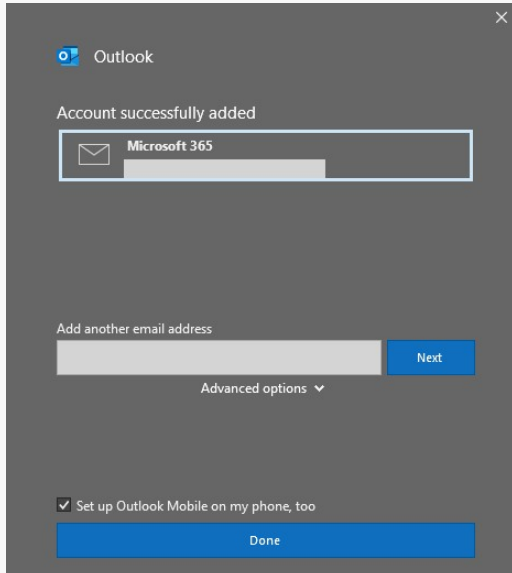 Outlook
Account successfully added
Microsoft 365
Add another email address
Next
Advanced options
Set up Outlook Mobile on my phone, too
Done